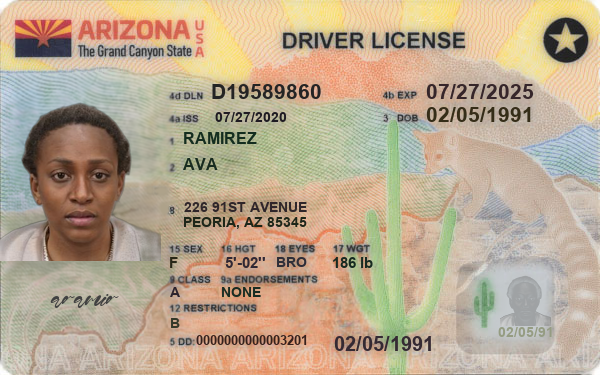 ARIZONA USA
The Grand Canyon State
DRIVER LICENSE
4d DLN D19589860
4b EXP 07/27/2025
4a ISS 07/27/2020
3 DOB 02/05/1991
1 RAMIREZ
2 AVA
8 226 91ST AVENUE
PEORIA, AZ 85345
15 SEX 16 HGT 18 EYES 17 WGT
F 5'-02" BRO 186 lb
9 CLASS 9a ENDORSEMENTS
A NONE
12 RESTRICTIONS
B
5 DD: 0000000000003201
02/05/1991
02/05/91
ARIZONA ARIZONA ARIZONA ARIZONA